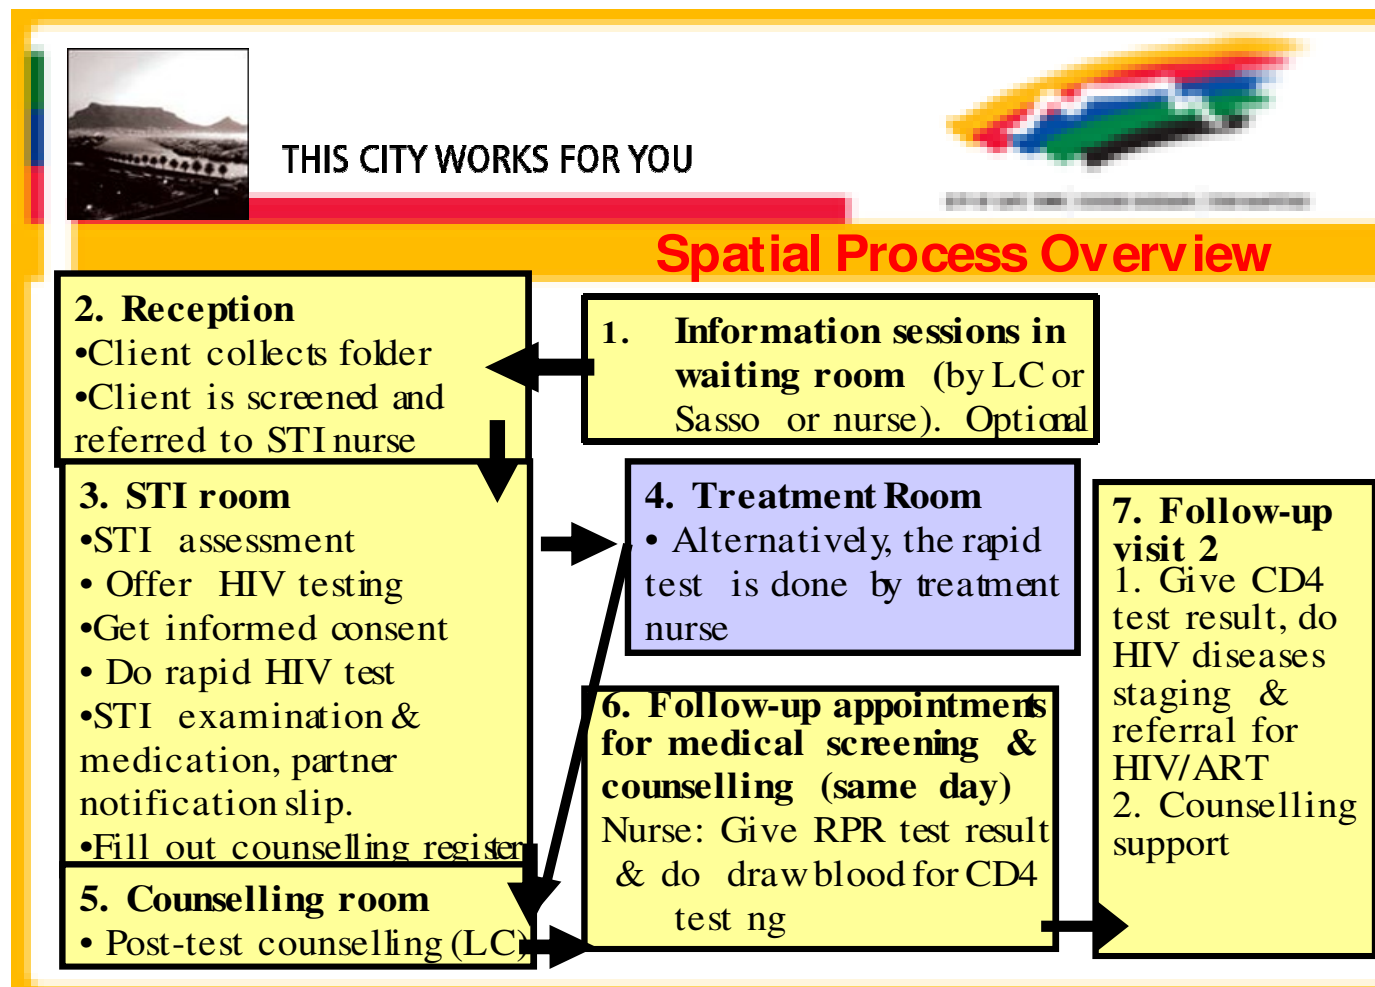 THIS CITY WORKS FOR YOU
Spatial Process Overview
2. Reception
•Client collects folder
•Client is screened and
referred to STI nurse
1. Information sessions in
waiting room (by LC or
Sasso or nurse). Optional
3. STI room
•STI assessment
• Offer HIV testing
•Get informed consent
• Do rapid HIV test
•STI examination &
medication, partner
notification slip.
•Fill out counselling register
4. Treatment Room
• Alternatively, the rapid
test is done by treatment
nurse
5. Counselling room
• Post-test counselling (LC)
6. Follow-up appointments
for medical screening &
counselling (same day)
Nurse: Give RPR test result
& do draw blood for CD4
test ng
7. Follow-up
visit 2
1. Give CD4
test result, do
HIV diseases
staging &
referral for
HIV/ART
2. Counselling
support